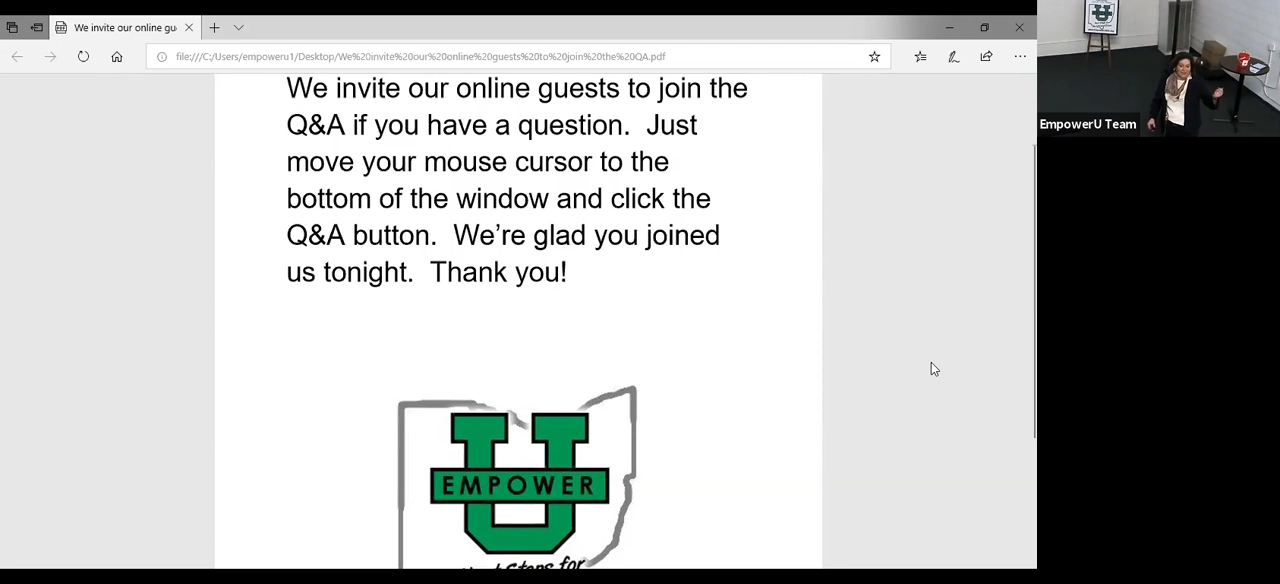 We invite our online gu
file:///C:/Users/empoweru1/Desktop/We%20invite%20our%20online%20guests%20to%20join%20the%20QA.pdf
We invite our online guests to join the
Q&A if you have a question.  Just
move your mouse cursor to the
bottom of the window and click the
Q&A button.  We’re glad you joined
us tonight.  Thank you!
EMPOWER
Steps for
EmpowerU Team